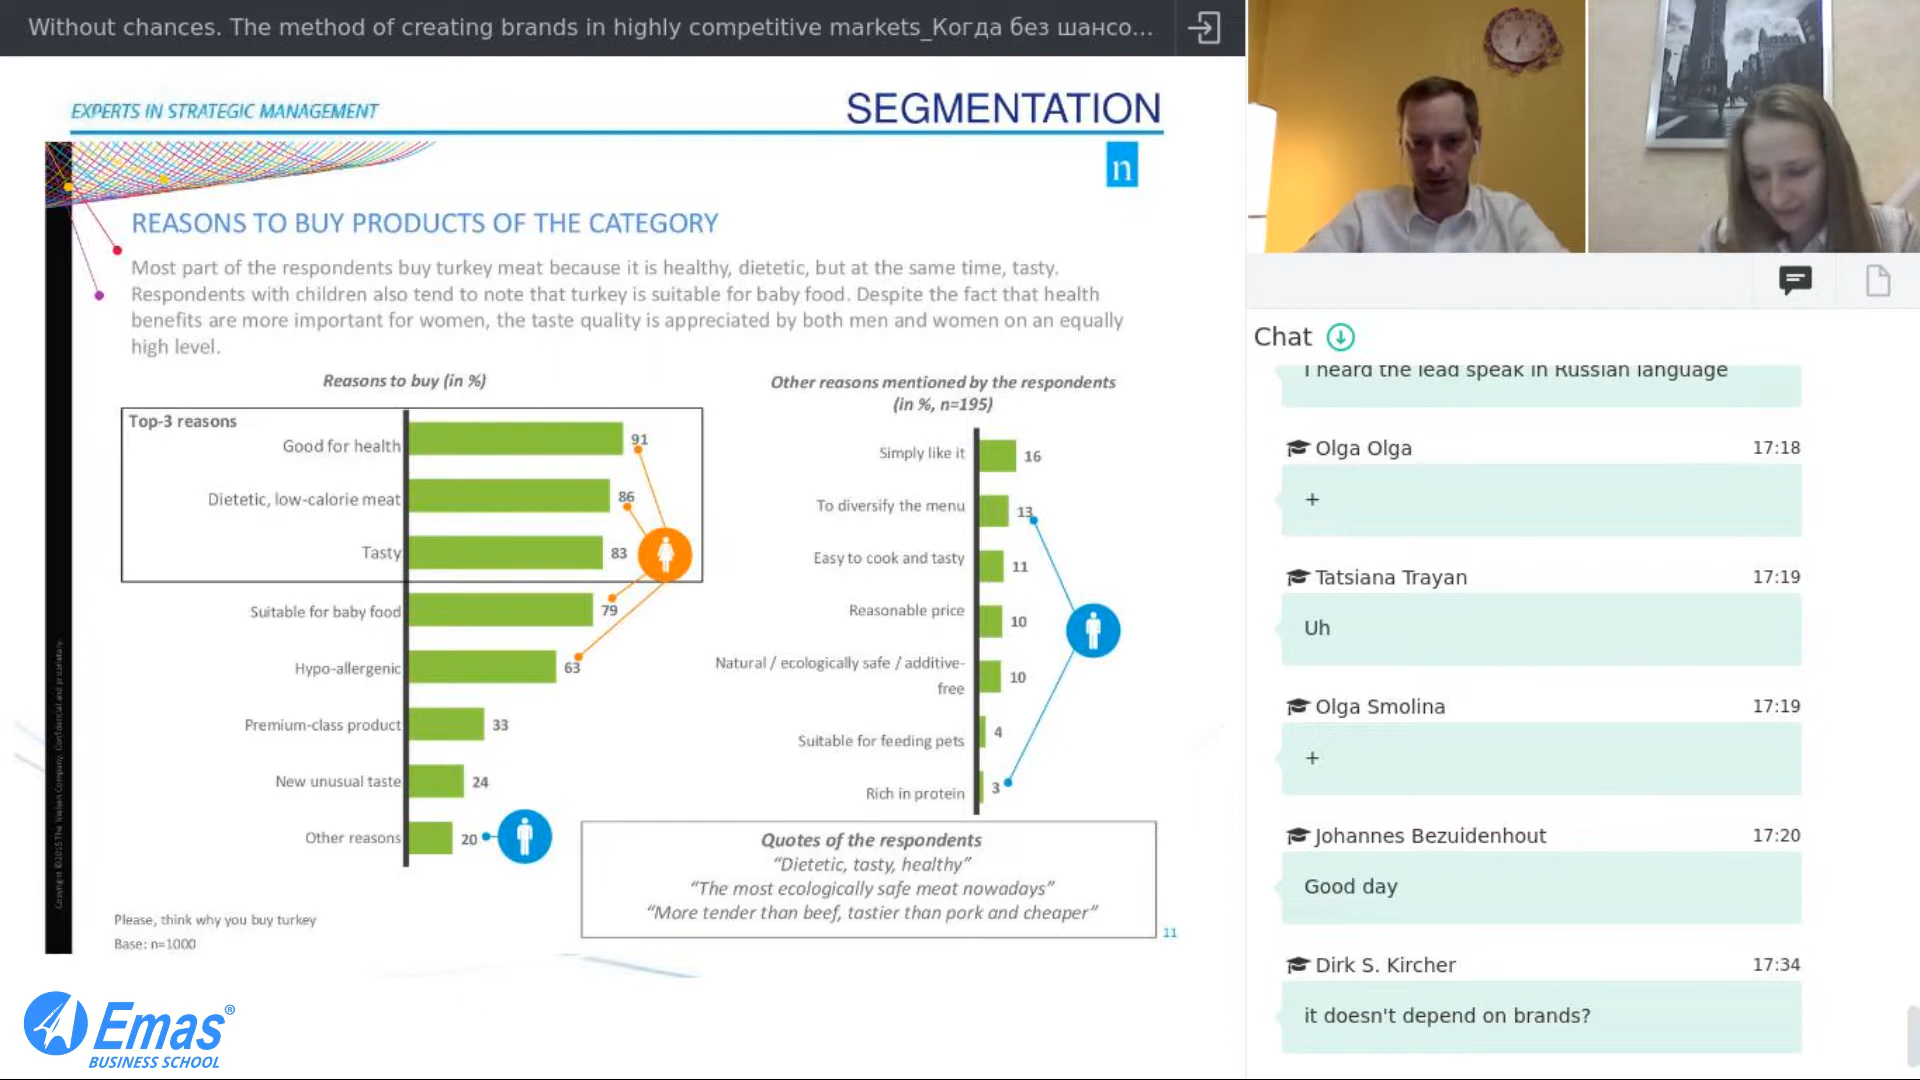 Without chances. The method of creating brands in highly competitive markets_Когда без шансо...
EXPERTS IN STRATEGIC MANAGEMENT
SEGMENTATION
n
REASONS TO BUY PRODUCTS OF THE CATEGORY
Most part of the respondents buy turkey meat because it is healthy, dietetic, but at the same time, tasty.
Respondents with children also tend to note that turkey is suitable for baby food. Despite the fact that health
benefits are more important for women, the taste quality is appreciated by both men and women on an equally
high level.
Reasons to buy (in %)
Top-3 reasons
Good for health 91
Dietetic, low-calorie meat 86
Tasty 83
Suitable for baby food 79
Hypo-allergenic 63
Premium-class product 33
New unusual taste 24
Other reasons 20
Other reasons mentioned by the respondents
(in %, n=195)
Simply like it 16
To diversify the menu 13
Easy to cook and tasty 11
Reasonable price 10
Natural / ecologically safe / additive-
free 10
Suitable for feeding pets 4
Rich in protein 3
Quotes of the respondents
“Dietetic, tasty, healthy”
“The most ecologically safe meat nowadays”
“More tender than beef, tastier than pork and cheaper”
Please, think why you buy turkey
Base: n=1000
11
Copyright ©2015 The Nielsen Company. Confidential and proprietary.
Emas®
BUSINESS SCHOOL
Chat
I heard the lead speak in Russian language
Olga Olga 17:18
+
Tatsiana Trayan 17:19
Uh
Olga Smolina 17:19
+
Johannes Bezuidenhout 17:20
Good day
Dirk S. Kircher 17:34
it doesn't depend on brands?